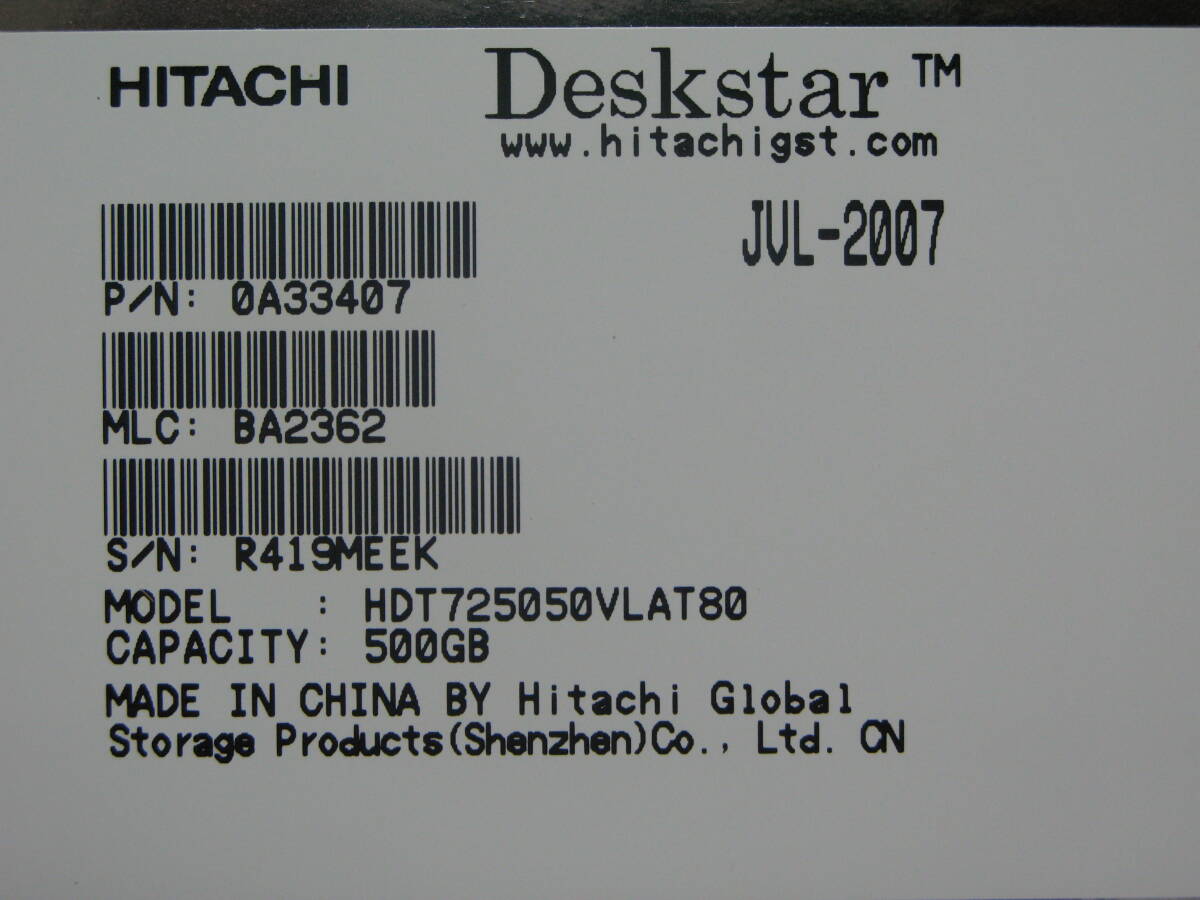 HITACHI Deskstar™
www.hitachigst.com
JUL-2007
P/N: 0A33407
MLC: BA2362
S/N: R419MEEK
MODEL : HDT725050VLAT80
CAPACITY: 500GB
MADE IN CHINA BY Hitachi Global
Storage Products(Shenzhen)Co., Ltd. CN